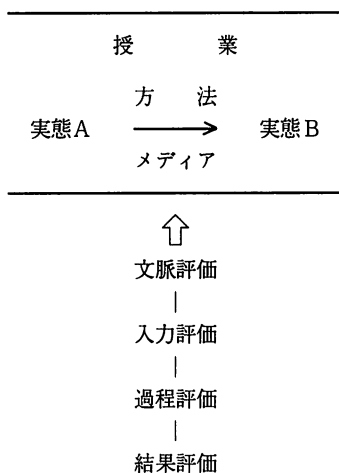 授 業
方 法
実態A 実態B
メディア
文脈評価
入力評価
過程評価
結果評価